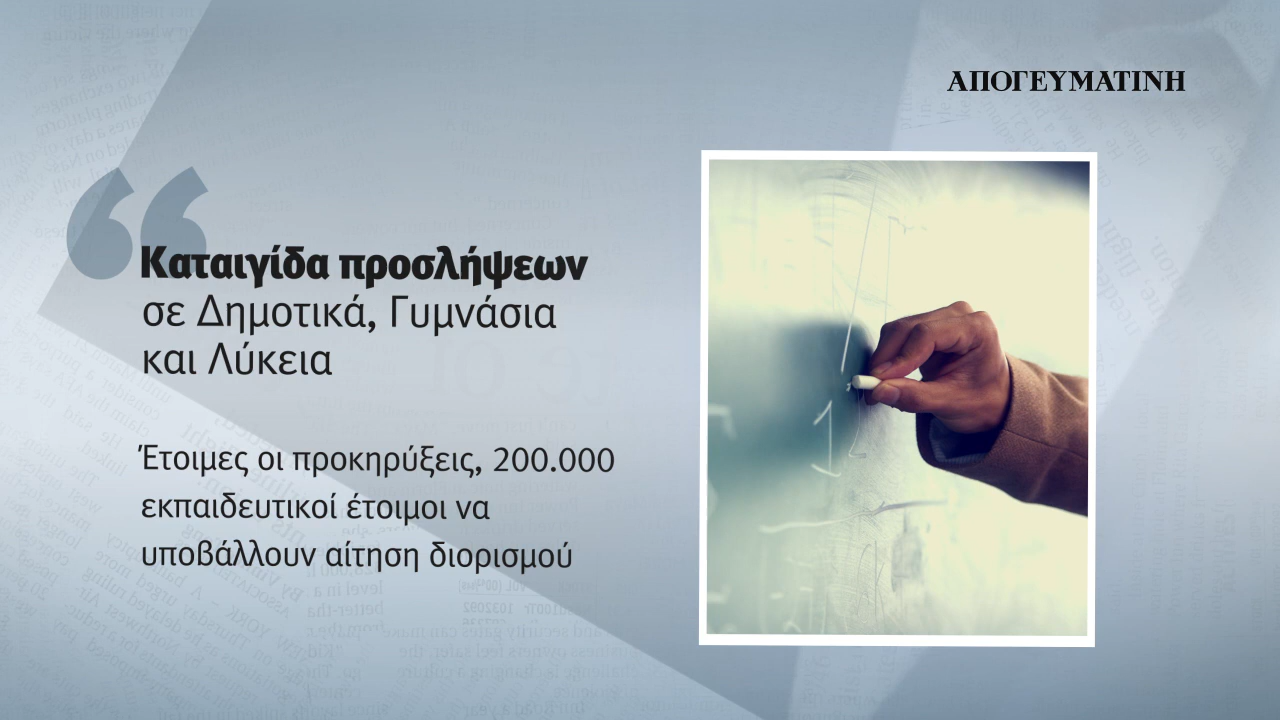 ΑΠΟΓΕΥΜΑΤΙΝΗ
Καταιγίδα προσλήψεων
σε Δημοτικά, Γυμνάσια
και Λύκεια
Έτοιμες οι προκηρύξεις, 200.000
εκπαιδευτικοί έτοιμοι να
υποβάλλουν αίτηση διορισμού